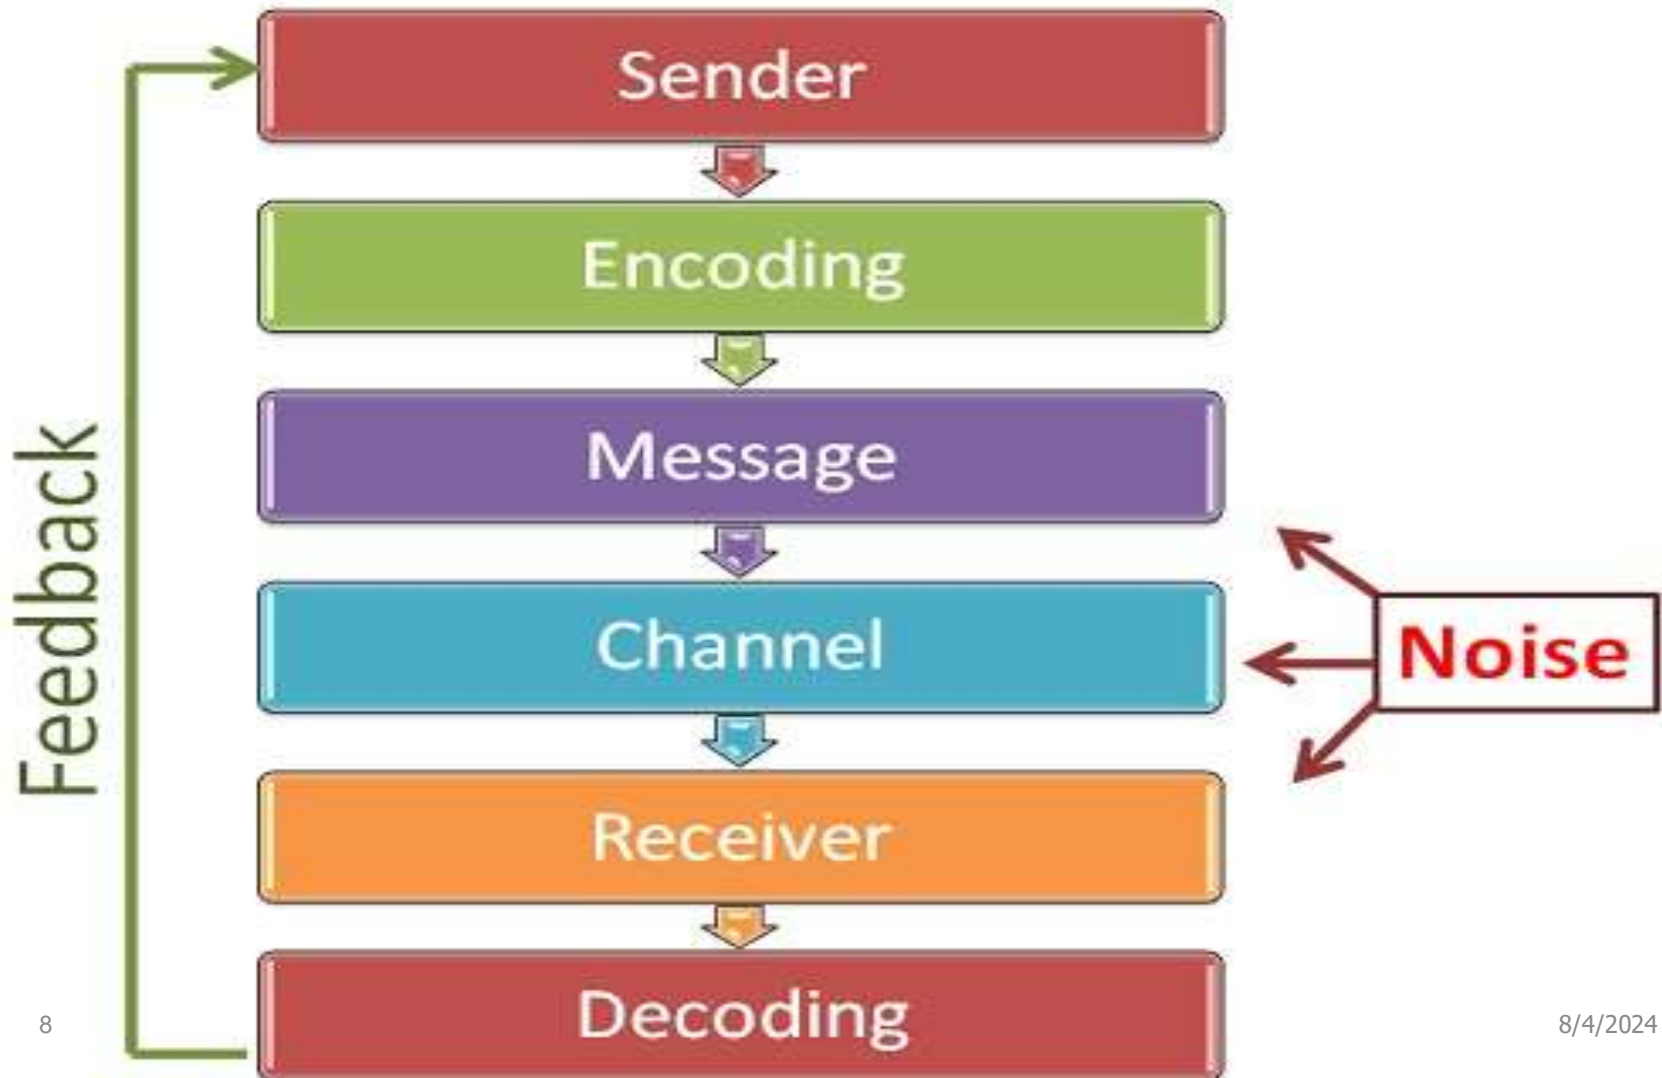 Sender
Encoding
Message
Channel
Receiver
Decoding
Feedback
Noise
8
8/4/2024